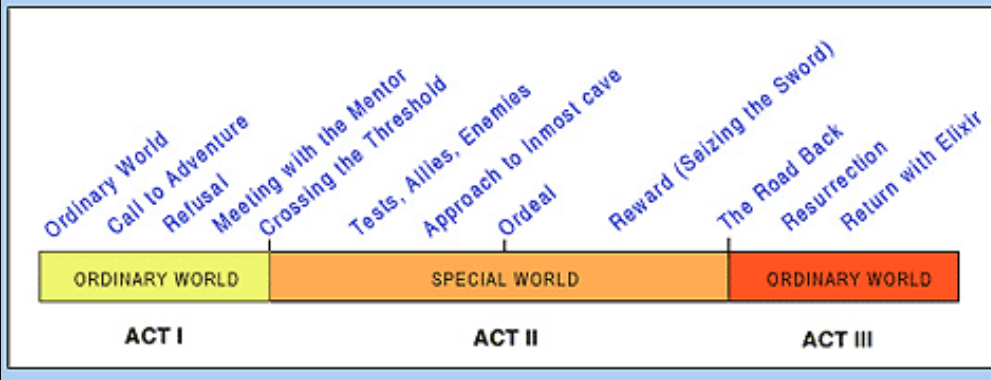 Ordinary World
Call to Adventure
Refusal
Meeting with the Mentor
Crossing the Threshold
Tests, Allies, Enemies
Approach to Inmost cave
Ordeal
Reward (Seizing the Sword)
The Road Back
Resurrection
Return with Elixir
ORDINARY WORLD
SPECIAL WORLD
ORDINARY WORLD
ACT I
ACT II
ACT III